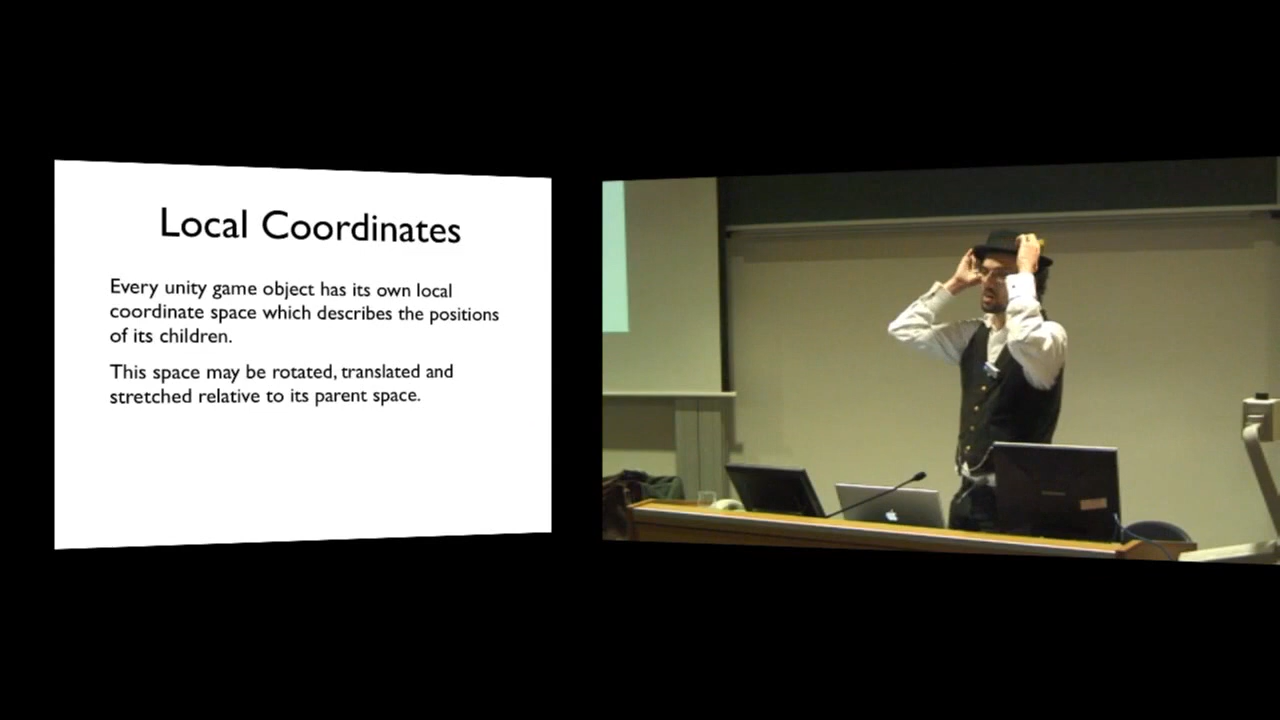 Local Coordinates
Every unity game object has its own local
coordinate space which describes the positions
of its children.
This space may be rotated, translated and
stretched relative to its parent space.